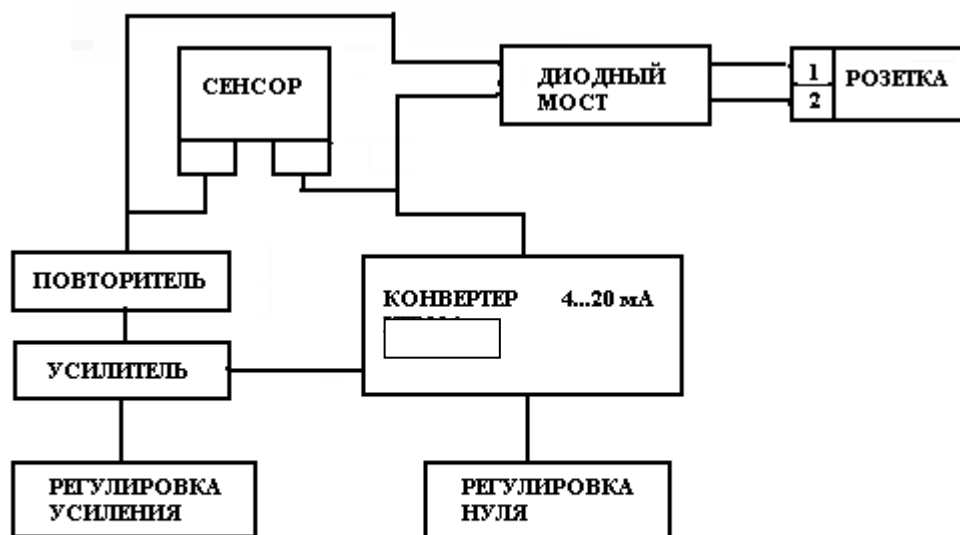 СЕНСОР
ДИОДНЫЙ
МОСТ
1
2
РОЗЕТКА
ПОВТОРИТЕЛЬ
КОНВЕРТЕР 4...20 мА
УСИЛИТЕЛЬ
РЕГУЛИРОВКА
УСИЛЕНИЯ
РЕГУЛИРОВКА
НУЛЯ